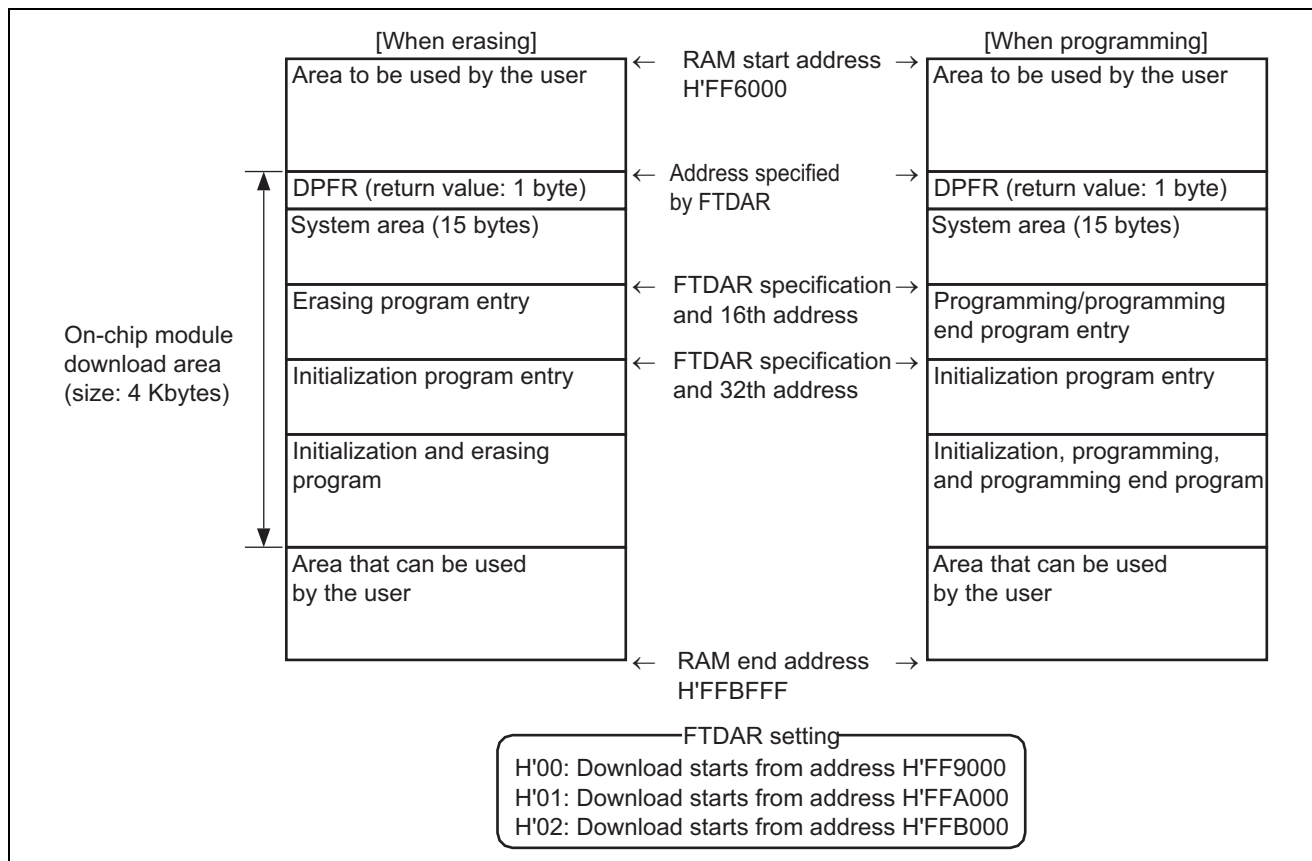 [When erasing]
Area to be used by the user
DPFR (return value: 1 byte)
System area (15 bytes)
Erasing program entry
Initialization program entry
Initialization and erasing
program
Area that can be used
by the user
On-chip module
download area
(size: 4 Kbytes)
← RAM start address →
H'FF6000
← Address specified →
by FTDAR
← FTDAR specification →
and 16th address
← FTDAR specification →
and 32th address
← RAM end address →
H'FFBFFF
[When programming]
Area to be used by the user
DPFR (return value: 1 byte)
System area (15 bytes)
Programming/programming
end program entry
Initialization program entry
Initialization, programming,
and programming end program
Area that can be used
by the user
FTDAR setting
H'00: Download starts from address H'FF9000
H'01: Download starts from address H'FFA000
H'02: Download starts from address H'FFB000